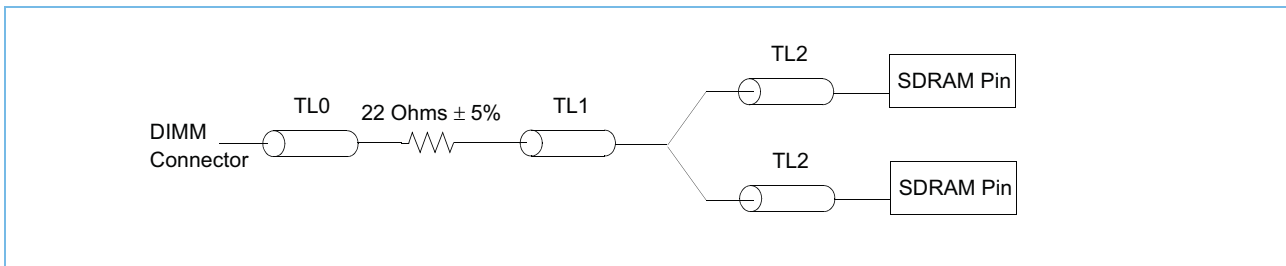 TL2
SDRAM Pin
TL0
22 Ohms ± 5%
TL1
DIMM
Connector
TL2
SDRAM Pin